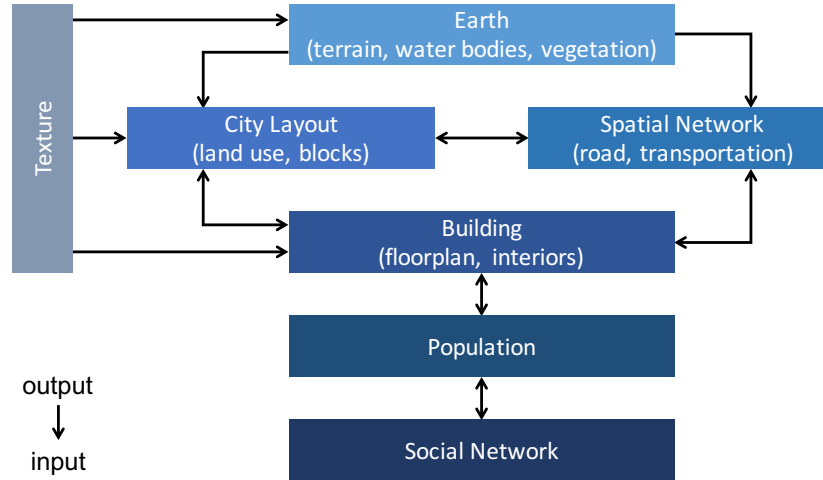 Texture
Earth
(terrain, water bodies, vegetation)
City Layout
(land use, blocks)
Spatial Network
(road, transportation)
Building
(floorplan, interiors)
Population
Social Network
output
input